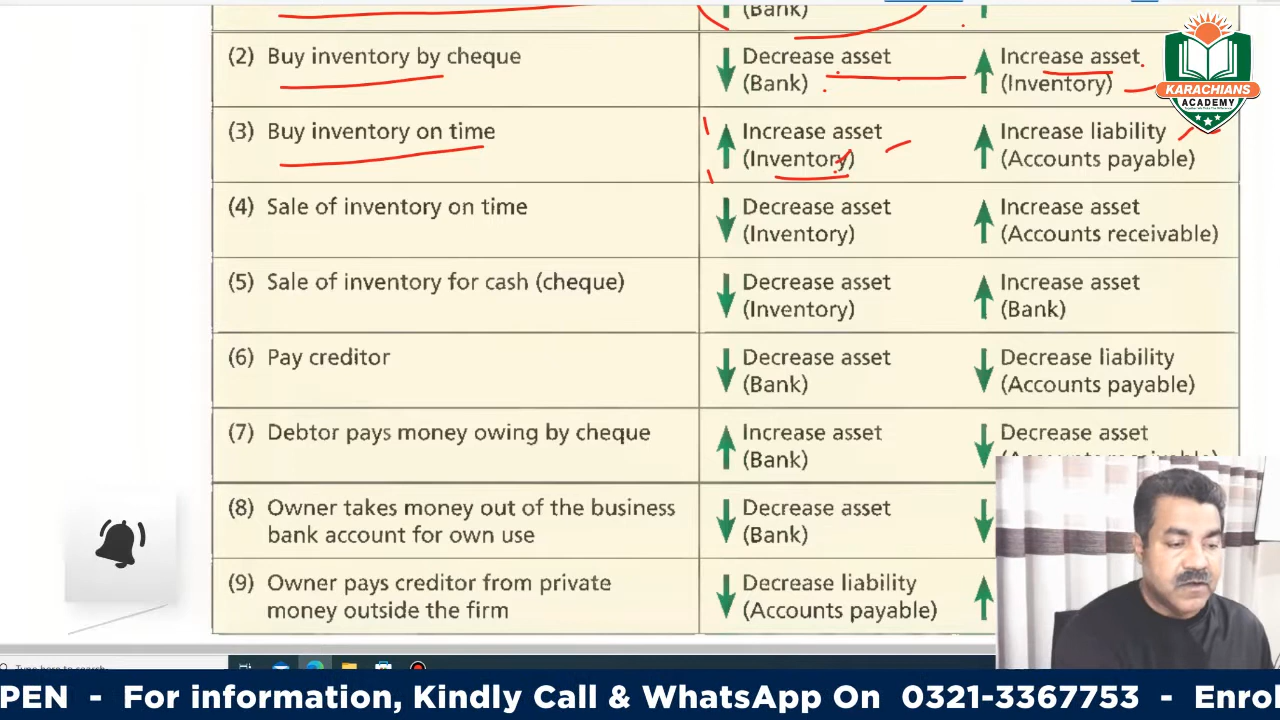 (Bank)
(2) Buy inventory by cheque
Decrease asset
(Bank)
Increase asset
(Inventory)
KARACHIANS
ACADEMY
(3) Buy inventory on time
Increase asset
(Inventory)
Increase liability
(Accounts payable)
(4) Sale of inventory on time
Decrease asset
(Inventory)
Increase asset
(Accounts receivable)
(5) Sale of inventory for cash (cheque)
Decrease asset
(Inventory)
Increase asset
(Bank)
(6) Pay creditor
Decrease asset
(Bank)
Decrease liability
(Accounts payable)
(7) Debtor pays money owing by cheque
Increase asset
(Bank)
Decrease asset
(8) Owner takes money out of the business
bank account for own use
Decrease asset
(Bank)
(9) Owner pays creditor from private
money outside the firm
Decrease liability
(Accounts payable)
PEN - For information, Kindly Call & WhatsApp On 0321-3367753 - Enrol